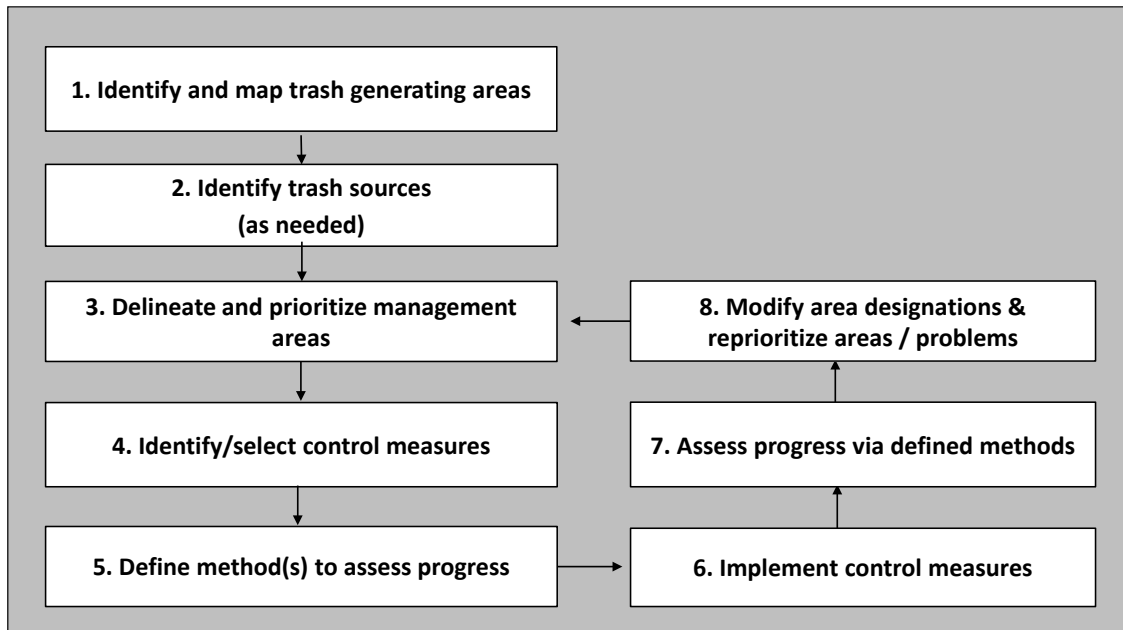 1. Identify and map trash generating areas
2. Identify trash sources
(as needed)
3. Delineate and prioritize management
areas
4. Identify/select control measures
5. Define method(s) to assess progress
6. Implement control measures
7. Assess progress via defined methods
8. Modify area designations &
reprioritize areas / problems